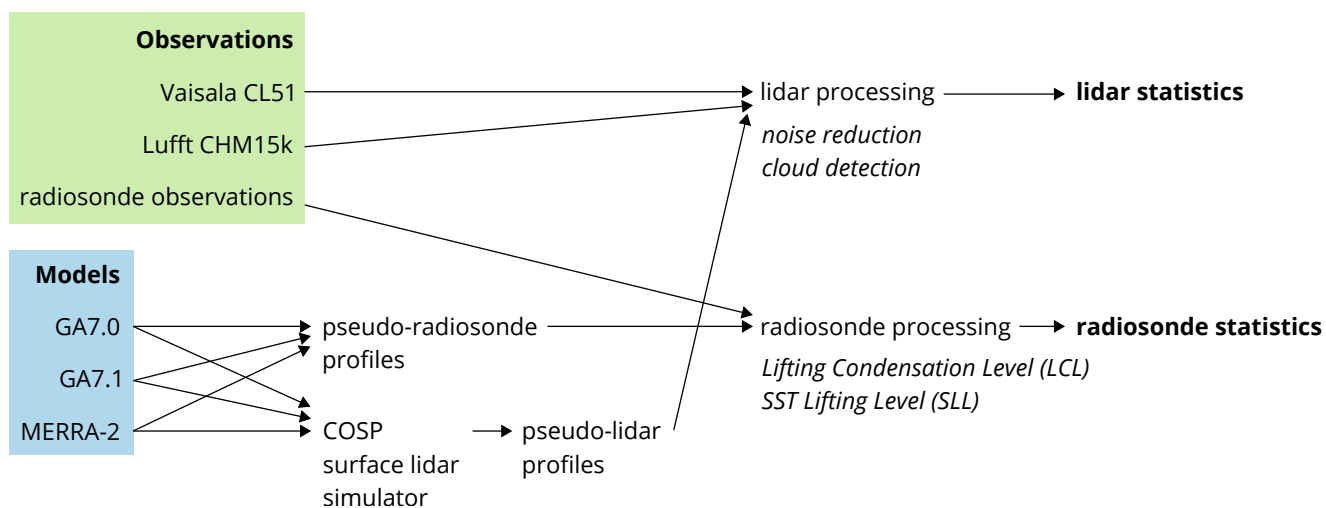 Observations
Vaisala CL51
Lufft CHM15k
radiosonde observations
lidar processing
noise reduction
cloud detection
lidar statistics
Models
GA7.0
GA7.1
MERRA-2
pseudo-radiosonde
profiles
COSP
surface lidar
simulator
pseudo-lidar
profiles
radiosonde processing
Lifting Condensation Level (LCL)
SST Lifting Level (SLL)
radiosonde statistics